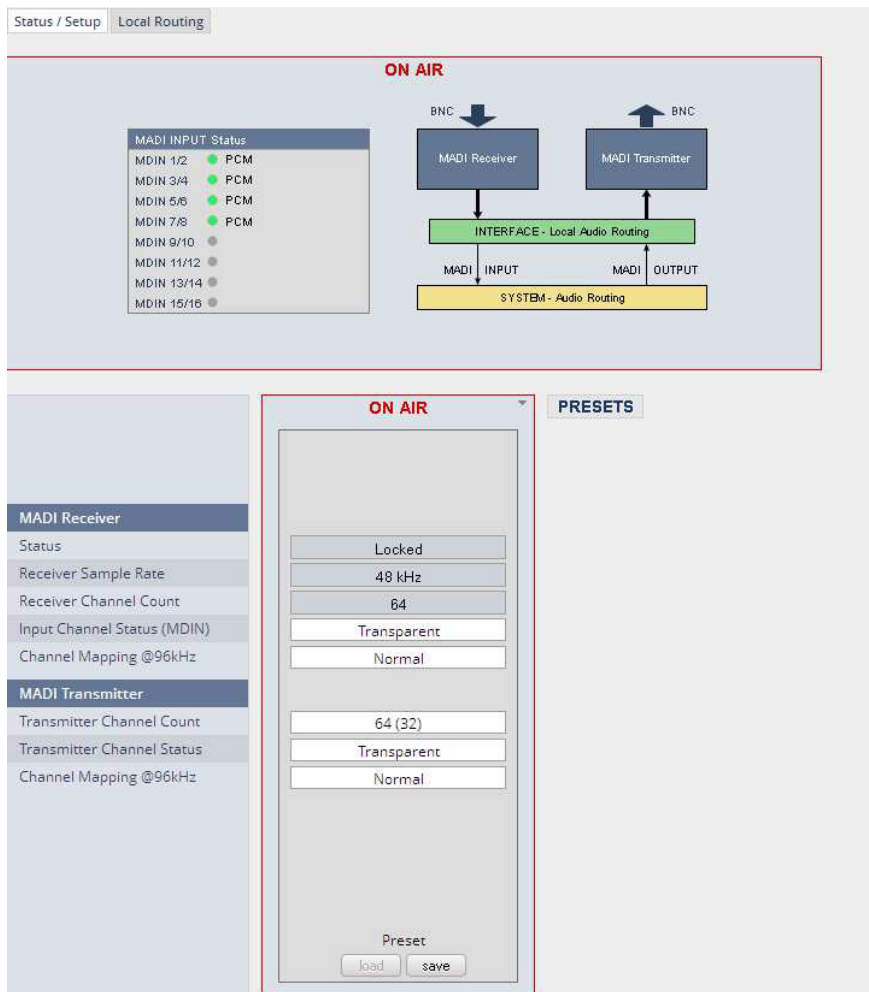 Status / Setup Local Routing
ON AIR
MADI INPUT Status
MDIN 1/2 PCM
MDIN 3/4 PCM
MDIN 5/6 PCM
MDIN 7/8 PCM
MDIN 9/10
MDIN 11/12
MDIN 13/14
MDIN 15/16
BNC BNC
MADI Receiver MADI Transmitter
INTERFACE - Local Audio Routing
MADI INPUT MADI OUTPUT
SYSTEM - Audio Routing
ON AIR PRESETS
MADI Receiver
Status Locked
Receiver Sample Rate 48 kHz
Receiver Channel Count 64
Input Channel Status (MDIN) Transparent
Channel Mapping @96kHz Normal
MADI Transmitter
Transmitter Channel Count 64 (32)
Transmitter Channel Status Transparent
Channel Mapping @96kHz Normal
Preset
load save